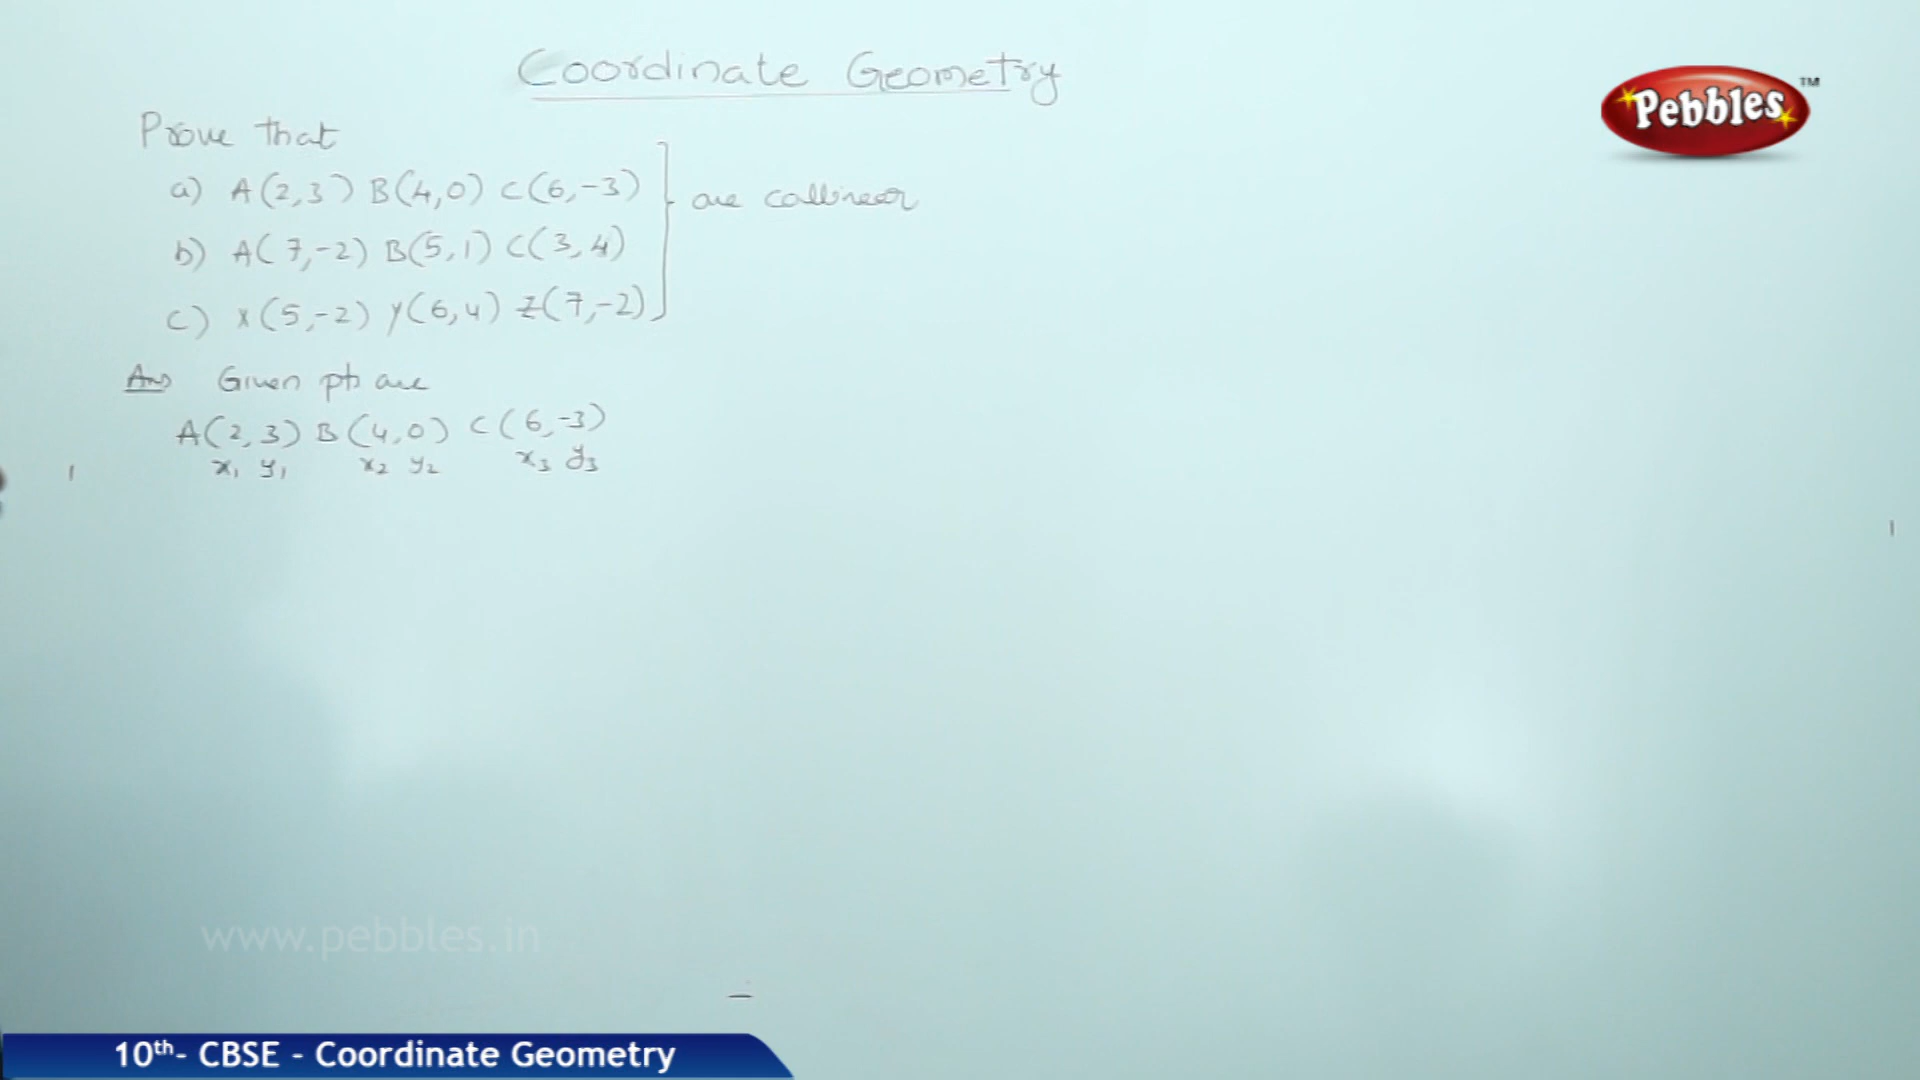 Coordinate Geometry
Pebbles™
Prove that
a) A(2,3) B(4,0) C(6,-3)
are collinear
b) A(7,-2) B(5,1) C(3,4)
c) X(5,-2) Y(6,4) Z(7,-2)
Ans Given pts are
A(2,3) B(4,0) C(6,-3)
x₁ y₁ x₂ y₂ x₃ y₃
www.pebbles.in
10th- CBSE - Coordinate Geometry